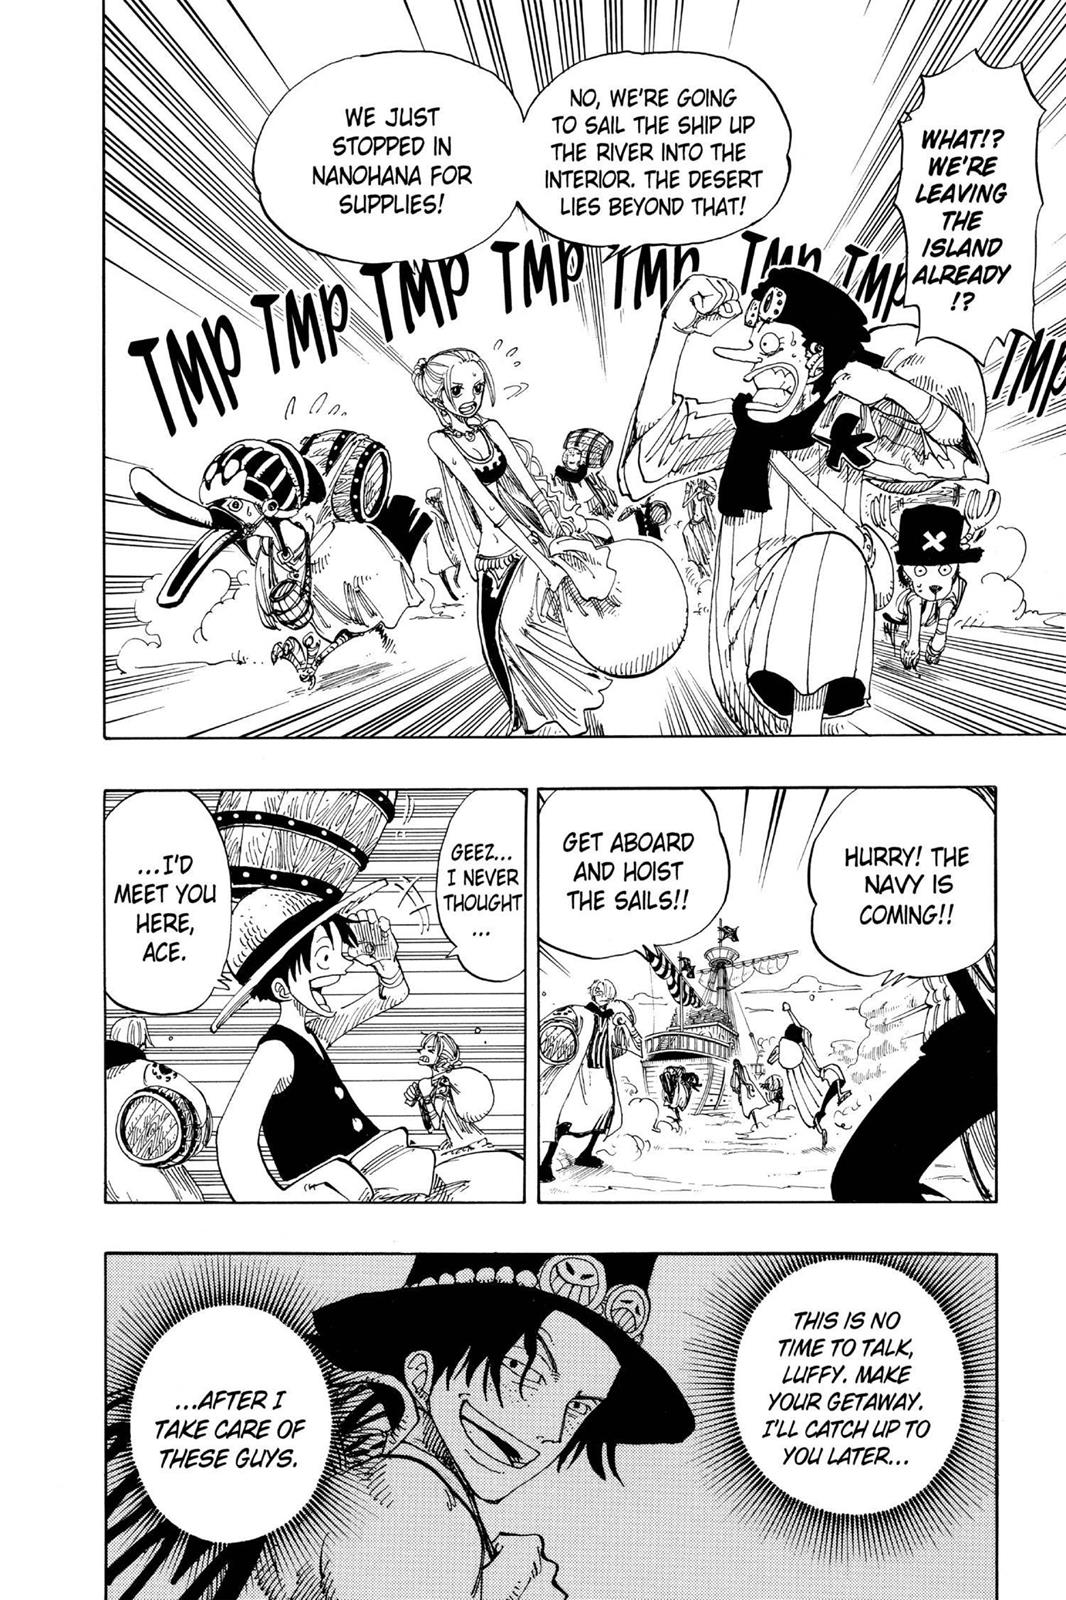 WHAT!?
WE'RE
LEAVING
THE
ISLAND
ALREADY
!?
NO, WE'RE GOING
TO SAIL THE SHIP UP
THE RIVER INTO THE
INTERIOR. THE DESERT
LIES BEYOND THAT!
WE JUST
STOPPED IN
NANOHANA FOR
SUPPLIES!
TMP TMP TMP TMP TMP TMP TMP TMP
HURRY! THE
NAVY IS
COMING!!
GET ABOARD
AND HOIST
THE SAILS!!
GEEZ...
I NEVER
THOUGHT
...
...I'D
MEET YOU
HERE,
ACE.
THIS IS NO
TIME TO TALK,
LUFFY. MAKE
YOUR GETAWAY.
I'LL CATCH UP TO
YOU LATER...
...AFTER I
TAKE CARE OF
THESE GUYS.